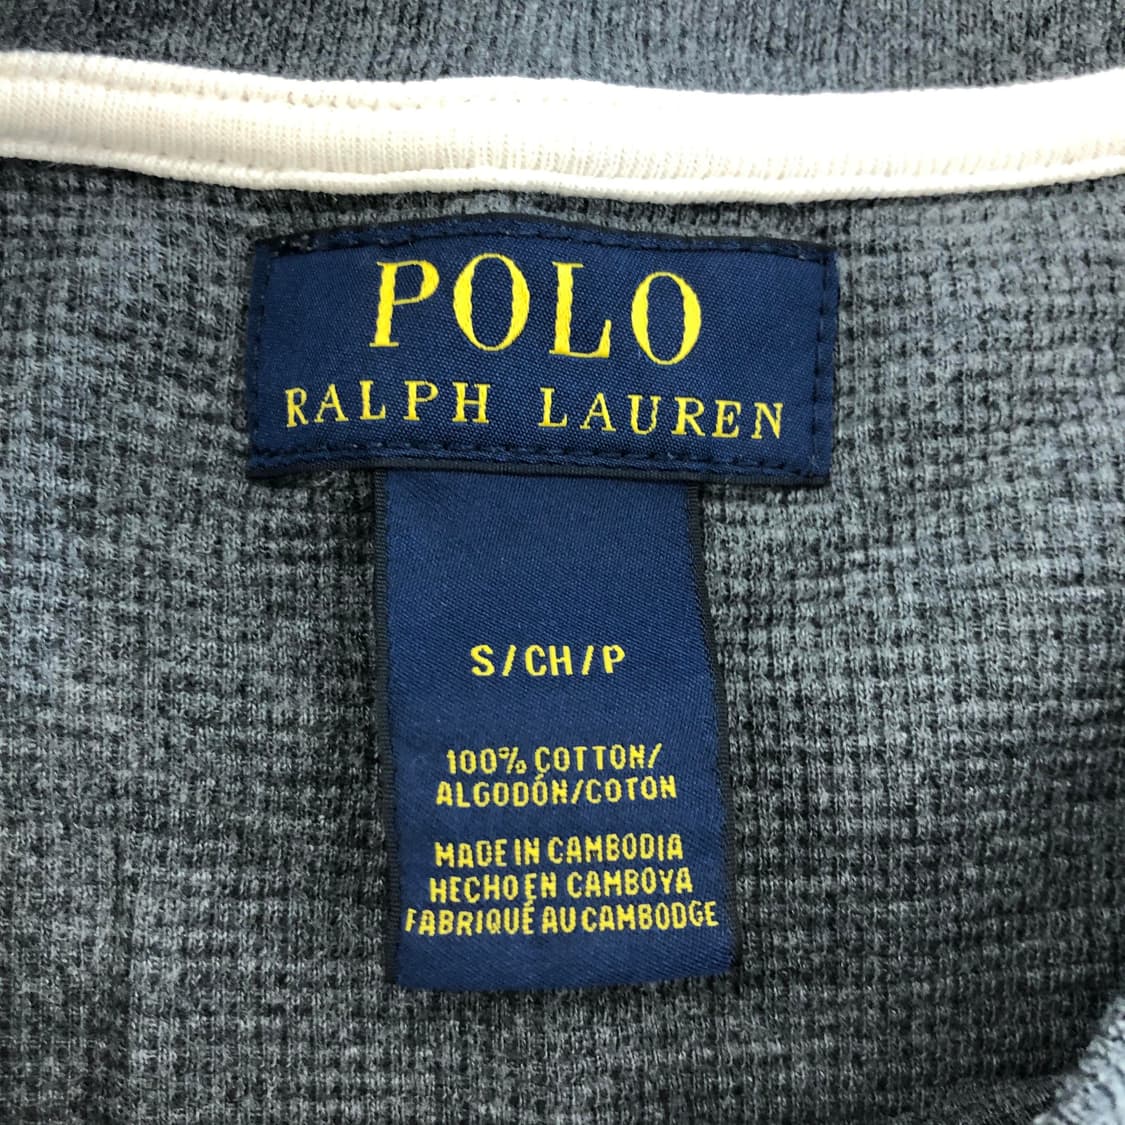 POLO
RALPH LAUREN
S/CH/P
100% COTTON/
ALGODÓN/COTON
MADE IN CAMBODIA
HECHO EN CAMBOYA
FABRIQUÉ AU CAMBODGE